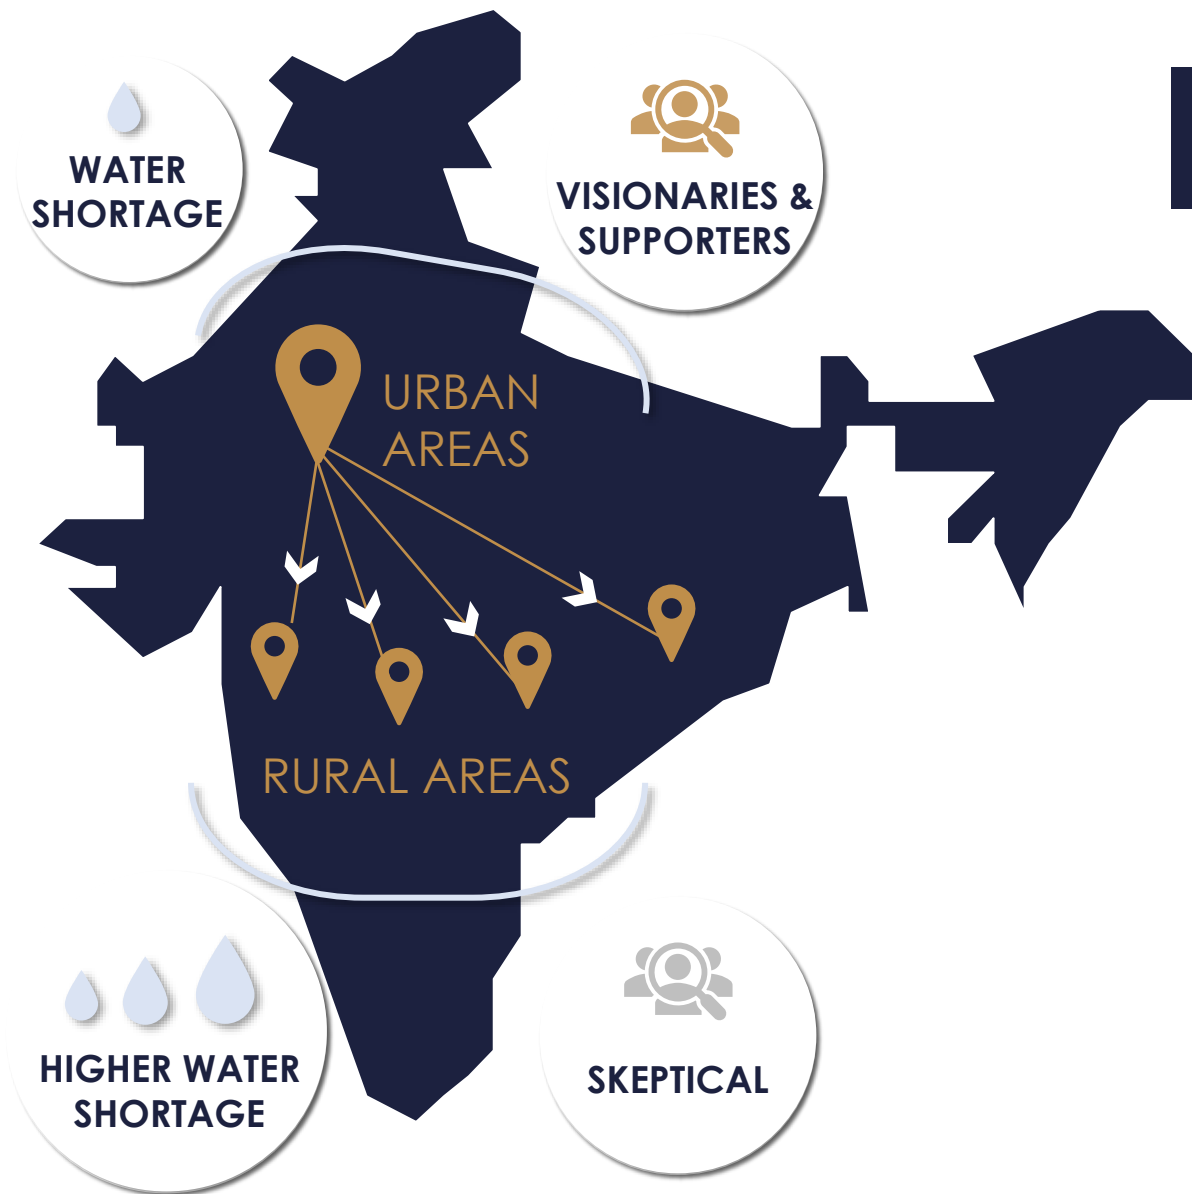 WATER
SHORTAGE
VISIONARIES &
SUPPORTERS
URBAN
AREAS
RURAL AREAS
HIGHER WATER
SHORTAGE
SKEPTICAL